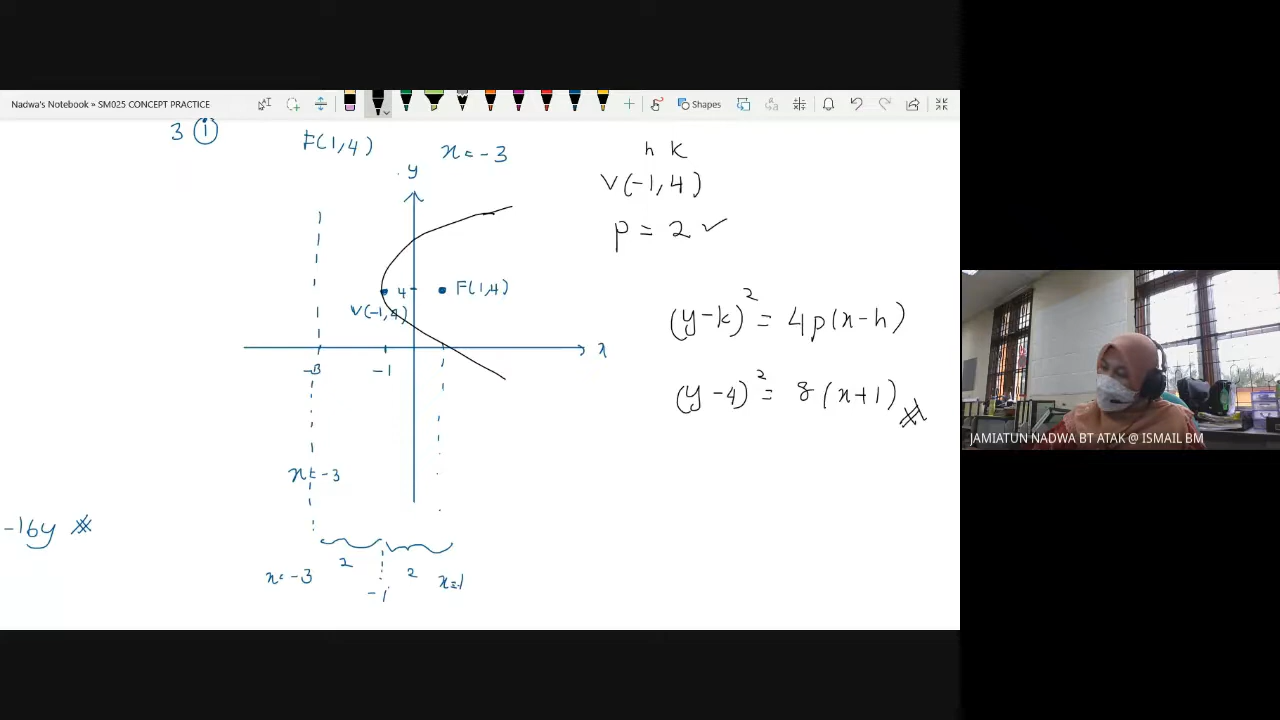 Nadwa's Notebook » SM025 CONCEPT PRACTICE
Shapes
3 (i)
F(1,4)
x = -3
h k
V(-1,4)
p = 2 ✓
y
4
F(1,4)
V(-1,4)
x
-3
-1
(y-k)² = 4p(x-h)
(y-4)² = 8(x+1)
x = -3
-16y
2
2
x = -3
-1
x=1
JAMIATUN NADWA BT ATAK @ ISMAIL BM